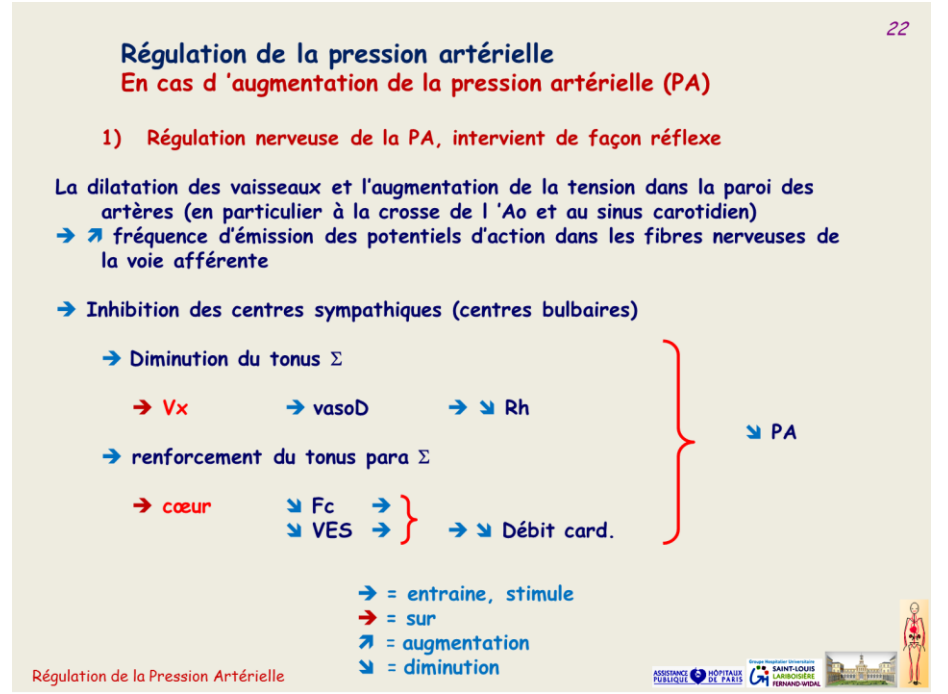 22
Régulation de la pression artérielle
En cas d ’augmentation de la pression artérielle (PA)
1) Régulation nerveuse de la PA, intervient de façon réflexe
La dilatation des vaisseaux et l’augmentation de la tension dans la paroi des
artères (en particulier à la crosse de l ’Ao et au sinus carotidien)
➔ ↗ fréquence d’émission des potentiels d’action dans les fibres nerveuses de
la voie afférente
➔ Inhibition des centres sympathiques (centres bulbaires)
➔ Diminution du tonus Σ
➔ Vx ➔ vasoD ➔ ↘ Rh
↘ PA
➔ renforcement du tonus para Σ
➔ cœur ↘ Fc ➔
↘ VES ➔ ➔ ↘ Débit card.
➔ = entraine, stimule
➔ = sur
↗ = augmentation
↘ = diminution
Régulation de la Pression Artérielle
ASSISTANCE HÔPITAUX
PUBLIQUE DE PARIS
Groupe Hospitalier Universitaire
SAINT-LOUIS
LARIBOISIÈRE
FERNAND-WIDAL